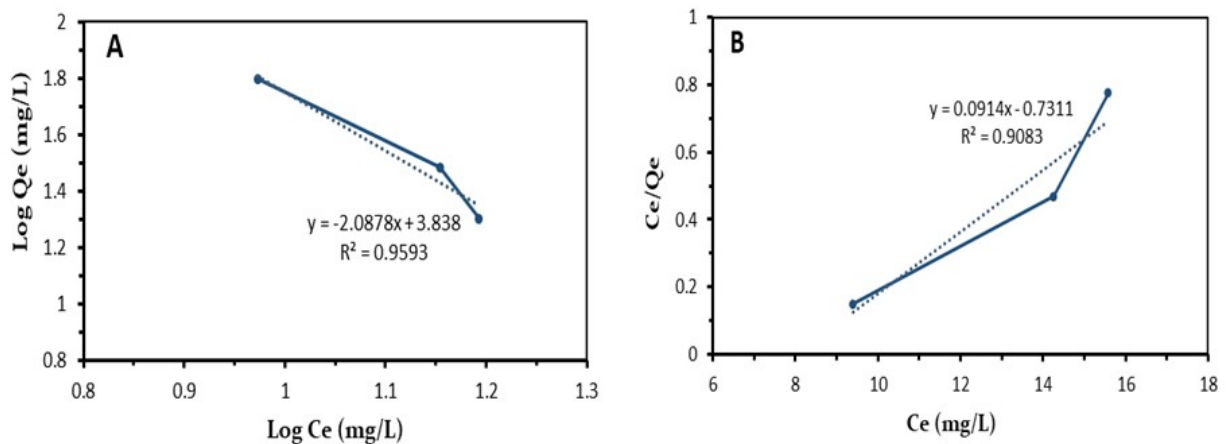 A
Log Qe (mg/L)
2
1.8
1.6
1.4
1.2
1
0.8
y = -2.0878x + 3.838
R² = 0.9593
0.8
0.9
1
1.1
1.2
1.3
Log Ce (mg/L)
B
Ce/Qe
1
0.8
0.6
0.4
0.2
0
y = 0.0914x - 0.7311
R² = 0.9083
6
8
10
12
14
16
18
Ce (mg/L)